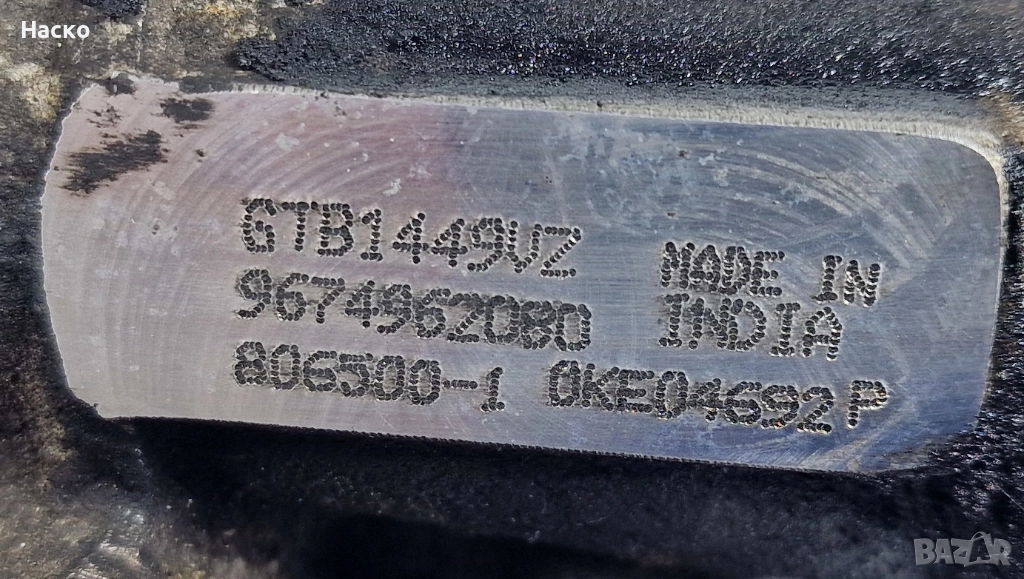 Наско
GTB1449VZ
9674962080
806500-1 0KE04692P
MADE IN
INDIA
BAZAR